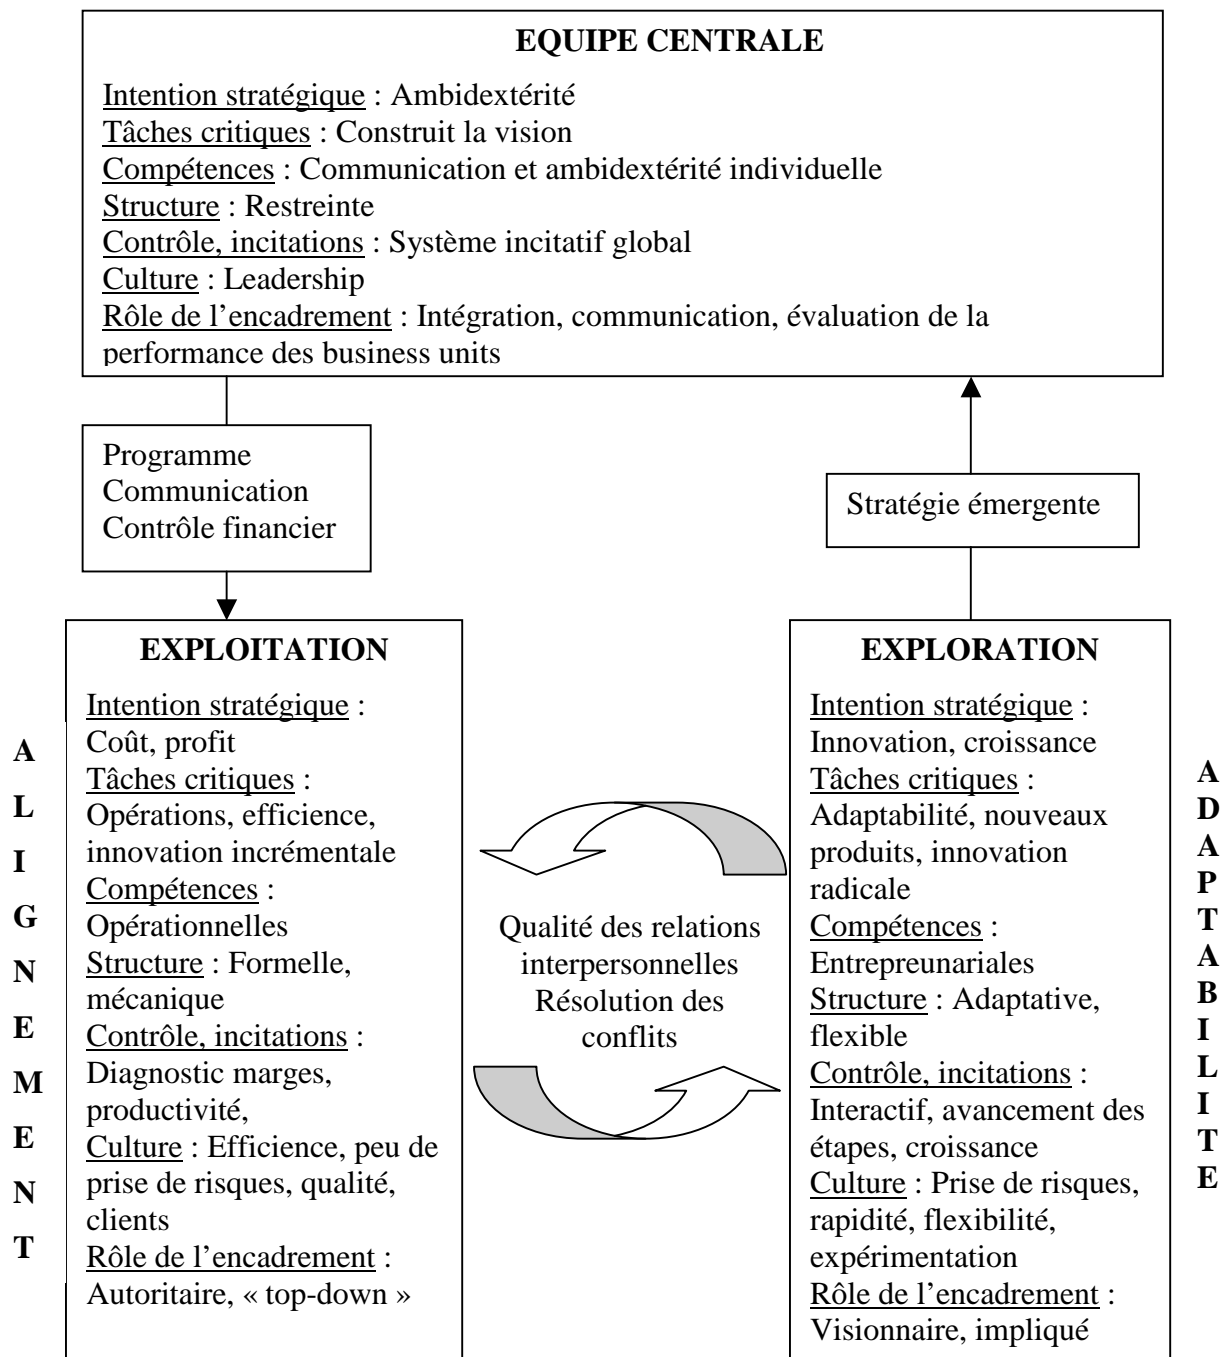 EQUIPE CENTRALE
Intention stratégique : Ambidextérité
Tâches critiques : Construit la vision
Compétences : Communication et ambidextérité individuelle
Structure : Restreinte
Contrôle, incitations : Système incitatif global
Culture : Leadership
Rôle de l’encadrement : Intégration, communication, évaluation de la
performance des business units
Programme
Communication
Contrôle financier
Stratégie émergente
ALIGNEMENT
EXPLOITATION
Intention stratégique :
Coût, profit
Tâches critiques :
Opérations, efficience,
innovation incrémentale
Compétences :
Opérationnelles
Structure : Formelle,
mécanique
Contrôle, incitations :
Diagnostic marges,
productivité,
Culture : Efficience, peu de
prise de risques, qualité,
clients
Rôle de l’encadrement :
Autoritaire, « top-down »
Qualité des relations
interpersonnelles
Résolution des
conflits
EXPLORATION
Intention stratégique :
Innovation, croissance
Tâches critiques :
Adaptabilité, nouveaux
produits, innovation
radicale
Compétences :
Entrepreunariales
Structure : Adaptative,
flexible
Contrôle, incitations :
Interactif, avancement des
étapes, croissance
Culture : Prise de risques,
rapidité, flexibilité,
expérimentation
Rôle de l’encadrement :
Visionnaire, impliqué
ADAPTABILITE